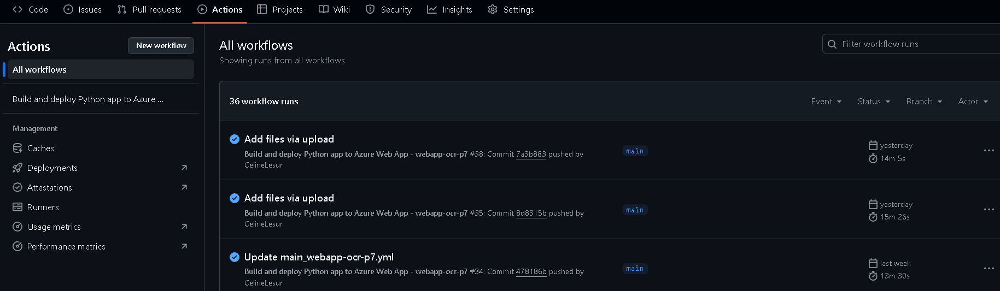 Code Issues Pull requests Actions Projects Wiki Security Insights Settings
Actions
New workflow
All workflows
Build and deploy Python app to Azure ...
Management
Caches
Deployments
Attestations
Runners
Usage metrics
Performance metrics
All workflows
Showing runs from all workflows
Filter workflow runs
36 workflow runs
Event Status Branch Actor
Add files via upload
Build and deploy Python app to Azure Web App - webapp-ocr-p7 #38: Commit 7a3b883 pushed by
CelineLesur
main
yesterday
14m 5s
Add files via upload
Build and deploy Python app to Azure Web App - webapp-ocr-p7 #35: Commit 8d8315b pushed by
CelineLesur
main
yesterday
15m 26s
Update main_webapp-ocr-p7.yml
Build and deploy Python app to Azure Web App - webapp-ocr-p7 #34: Commit 478186b pushed by
CelineLesur
main
last week
13m 30s